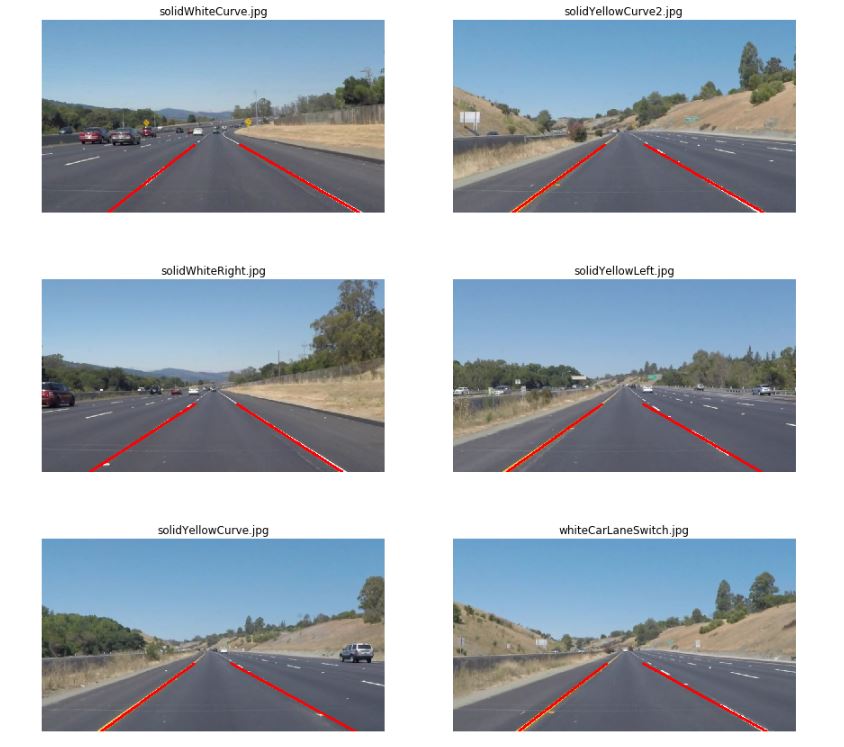 solidWhiteCurve.jpg
solidYellowCurve2.jpg
solidWhiteRight.jpg
solidYellowLeft.jpg
solidYellowCurve.jpg
whiteCarLaneSwitch.jpg